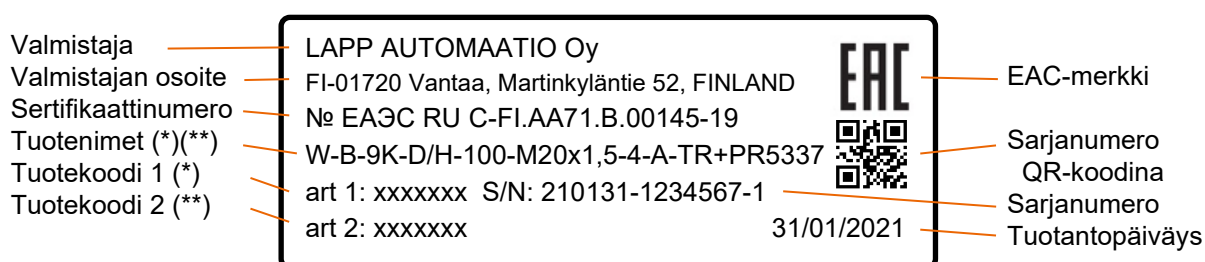 Valmistaja
Valmistajan osoite
Sertifikaattinumero
Tuotenimet (*)(**)
Tuotekoodi 1 (*)
Tuotekoodi 2 (**)
LAPP AUTOMAATIO Oy
FI-01720 Vantaa, Martinkyläntie 52, FINLAND
№ ЕАЭС RU C-FI.AA71.B.00145-19
W-B-9K-D/H-100-M20x1,5-4-A-TR+PR5337
art 1: xxxxxxx S/N: 210131-1234567-1
art 2: xxxxxxx 31/01/2021
EAC
EAC-merkki
Sarjanumero
QR-koodina
Sarjanumero
Tuotantopäiväys